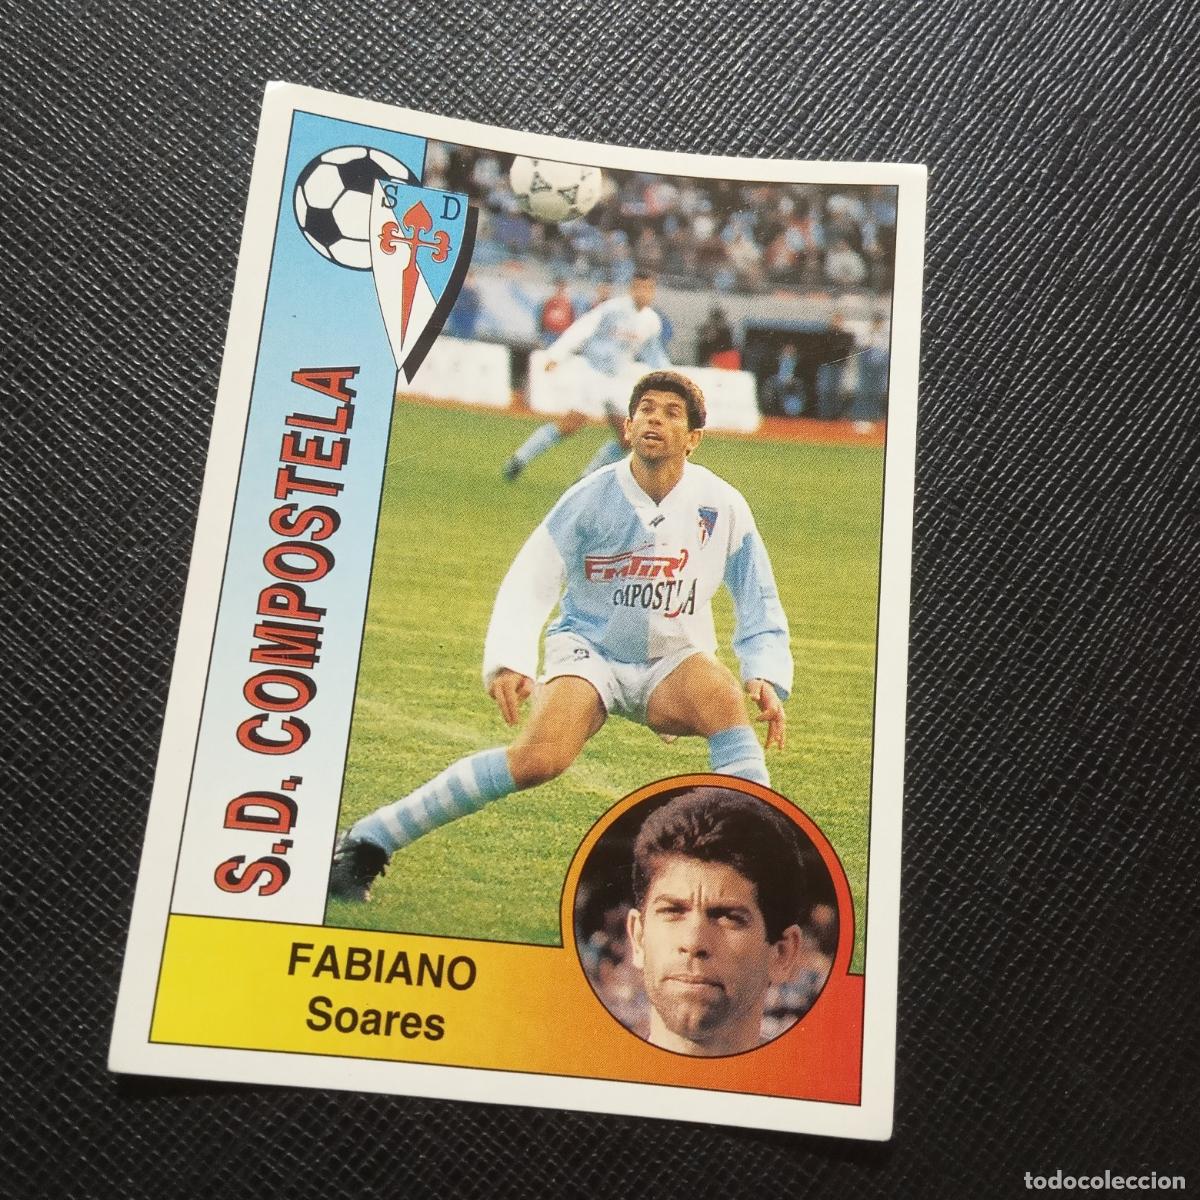 S D
S.D. COMPOSTELA
FABIANO
Soares
todocoleccion